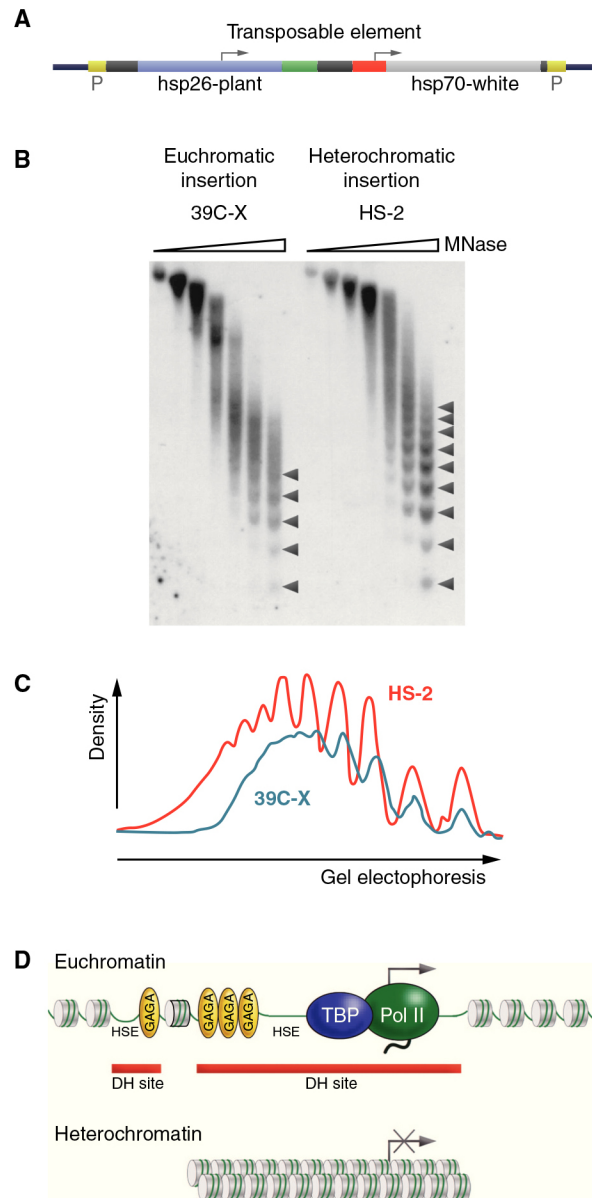 A
Transposable element
P
hsp26-plant
hsp70-white
P
B
Euchromatic
insertion
39C-X
Heterochromatic
insertion
HS-2
MNase
C
Density
HS-2
39C-X
Gel electophoresis
D
Euchromatin
HSE
GAGA
GAGA
GAGA
GAGA
HSE
TBP
Pol II
DH site
DH site
Heterochromatin